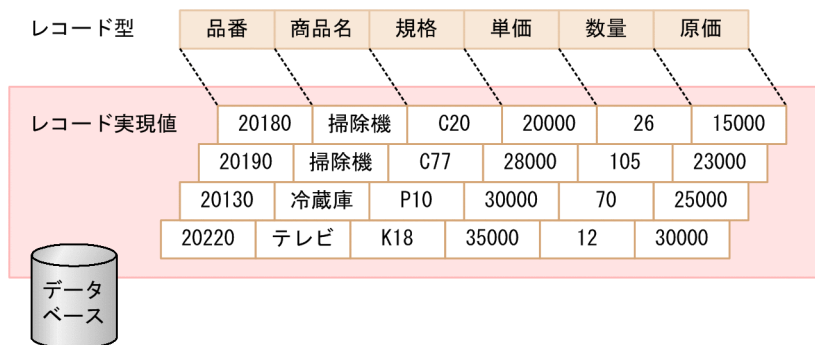 レコード型 品番 商品名 規格 単価 数量 原価
レコード実現値 20180 掃除機 C20 20000 26 15000
20190 掃除機 C77 28000 105 23000
20130 冷蔵庫 P10 30000 70 25000
20220 テレビ K18 35000 12 30000
データ
ベース